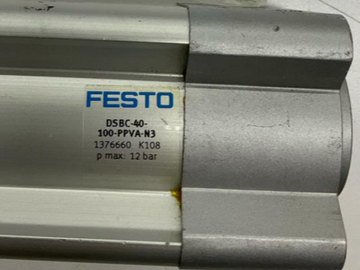 FESTO
DSBC-40-
100-PPVA-N3
1376660 K108
p max: 12 bar